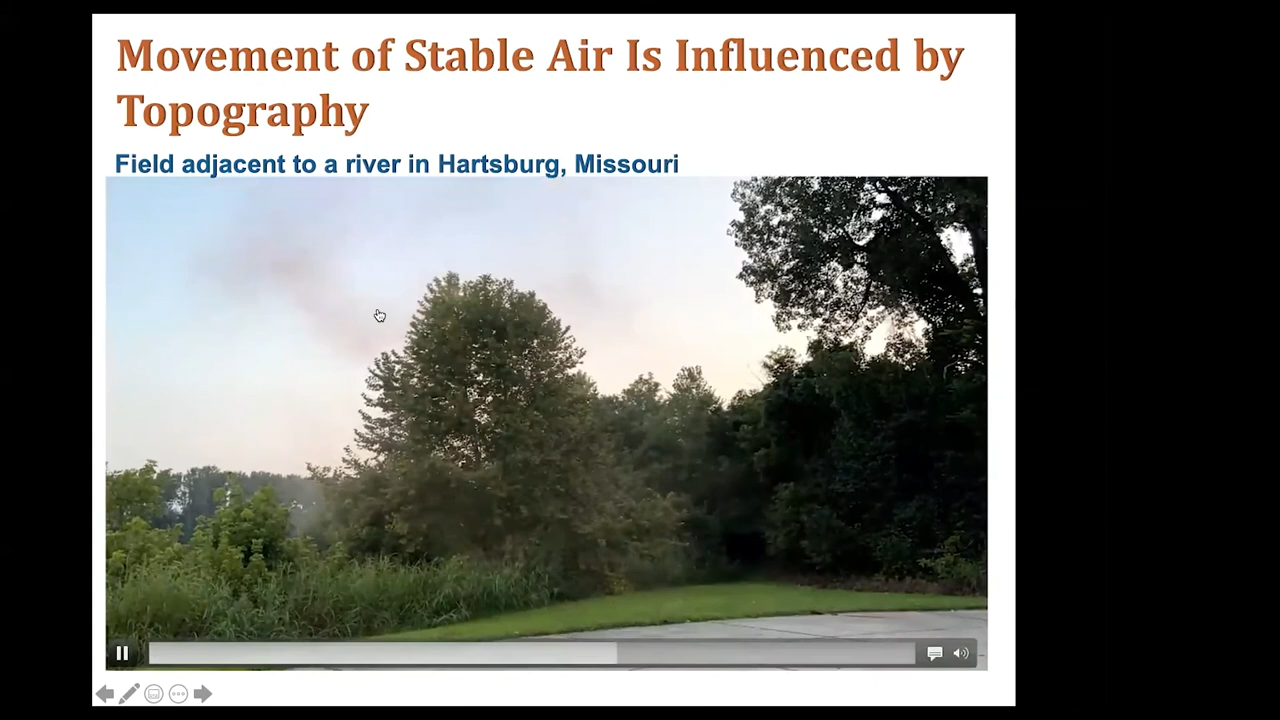 Movement of Stable Air Is Influenced by
Topography
Field adjacent to a river in Hartsburg, Missouri